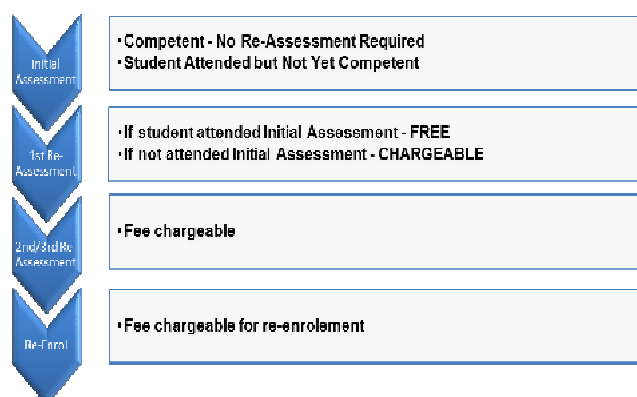 Initial
Assessment
• Competent - No Re-Assessment Required
• Student Attended but Not Yet Competent
1st Re-
Assessment
• If student attended Initial Assessment - FREE
• If not attended Initial Assessment - CHARGEABLE
2nd/3rd Re
Assessment
• Fee chargeable
Re-Enrol
• Fee chargeable for re-enrolement